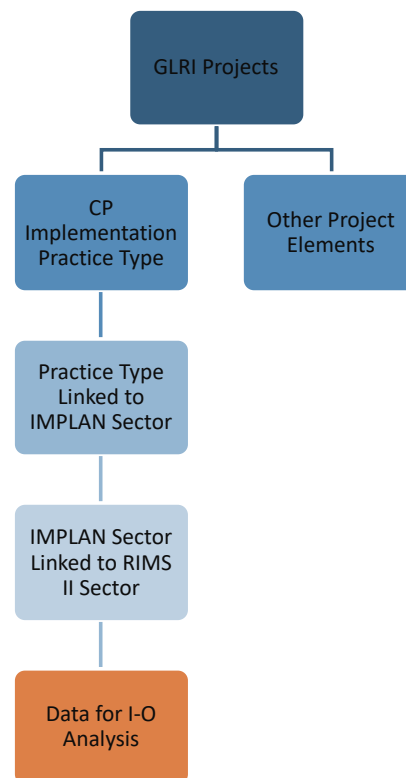 GLRI Projects
CP
Implementation
Practice Type
Other Project
Elements
Practice Type
Linked to
IMPLAN Sector
IMPLAN Sector
Linked to RIMS
II Sector
Data for I-O
Analysis